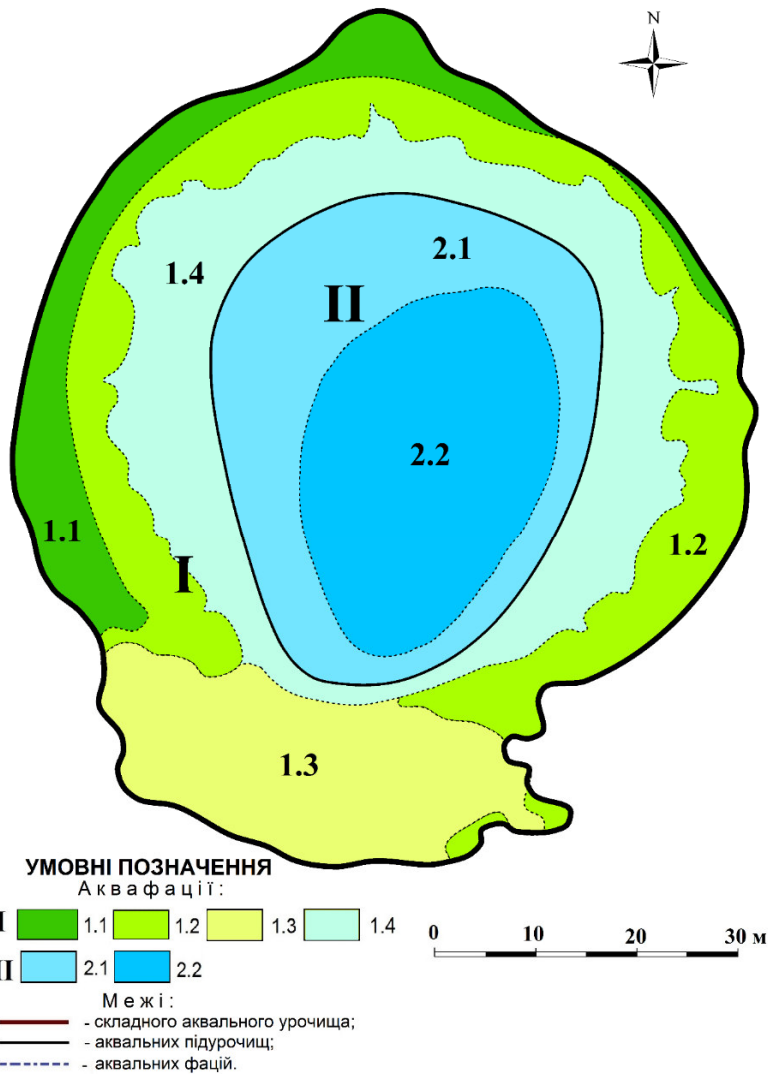 N
2.1
1.4
II
2.2
1.1
1.2
I
1.3
УМОВНІ ПОЗНАЧЕННЯ
Аквафації:
I 1.1 1.2 1.3 1.4
0 10 20 30 м
II 2.1 2.2
Межі:
- складного аквального урочища;
- аквальних підурочищ;
- аквальних фацій.